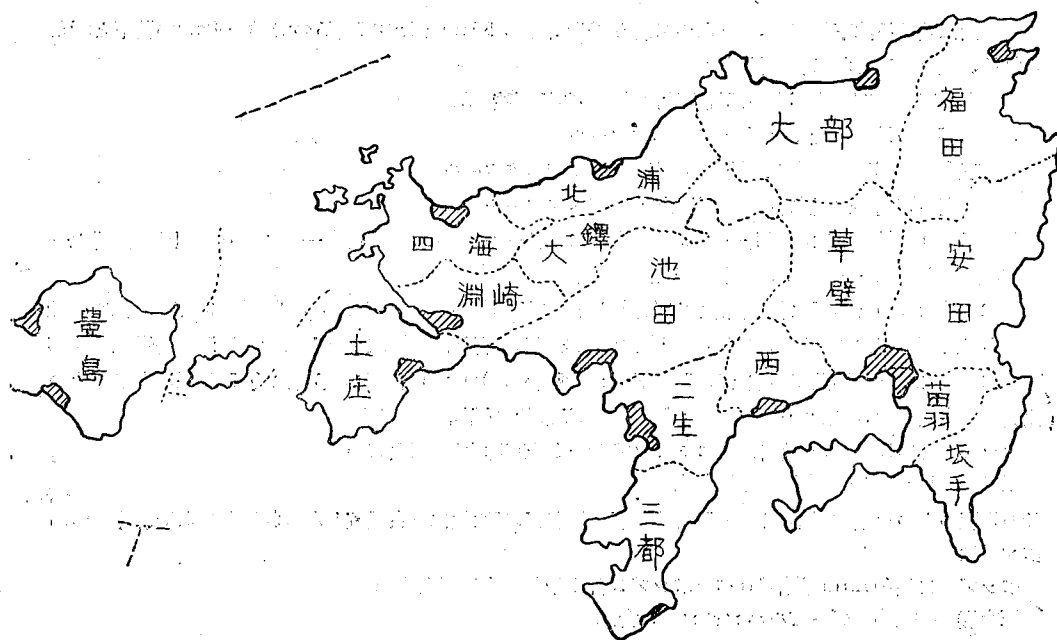 福田
大部
北浦
四海
大鐸
草壁
安田
池田
淵崎
豊島
土庄
西
二生
苗羽
坂手
三都